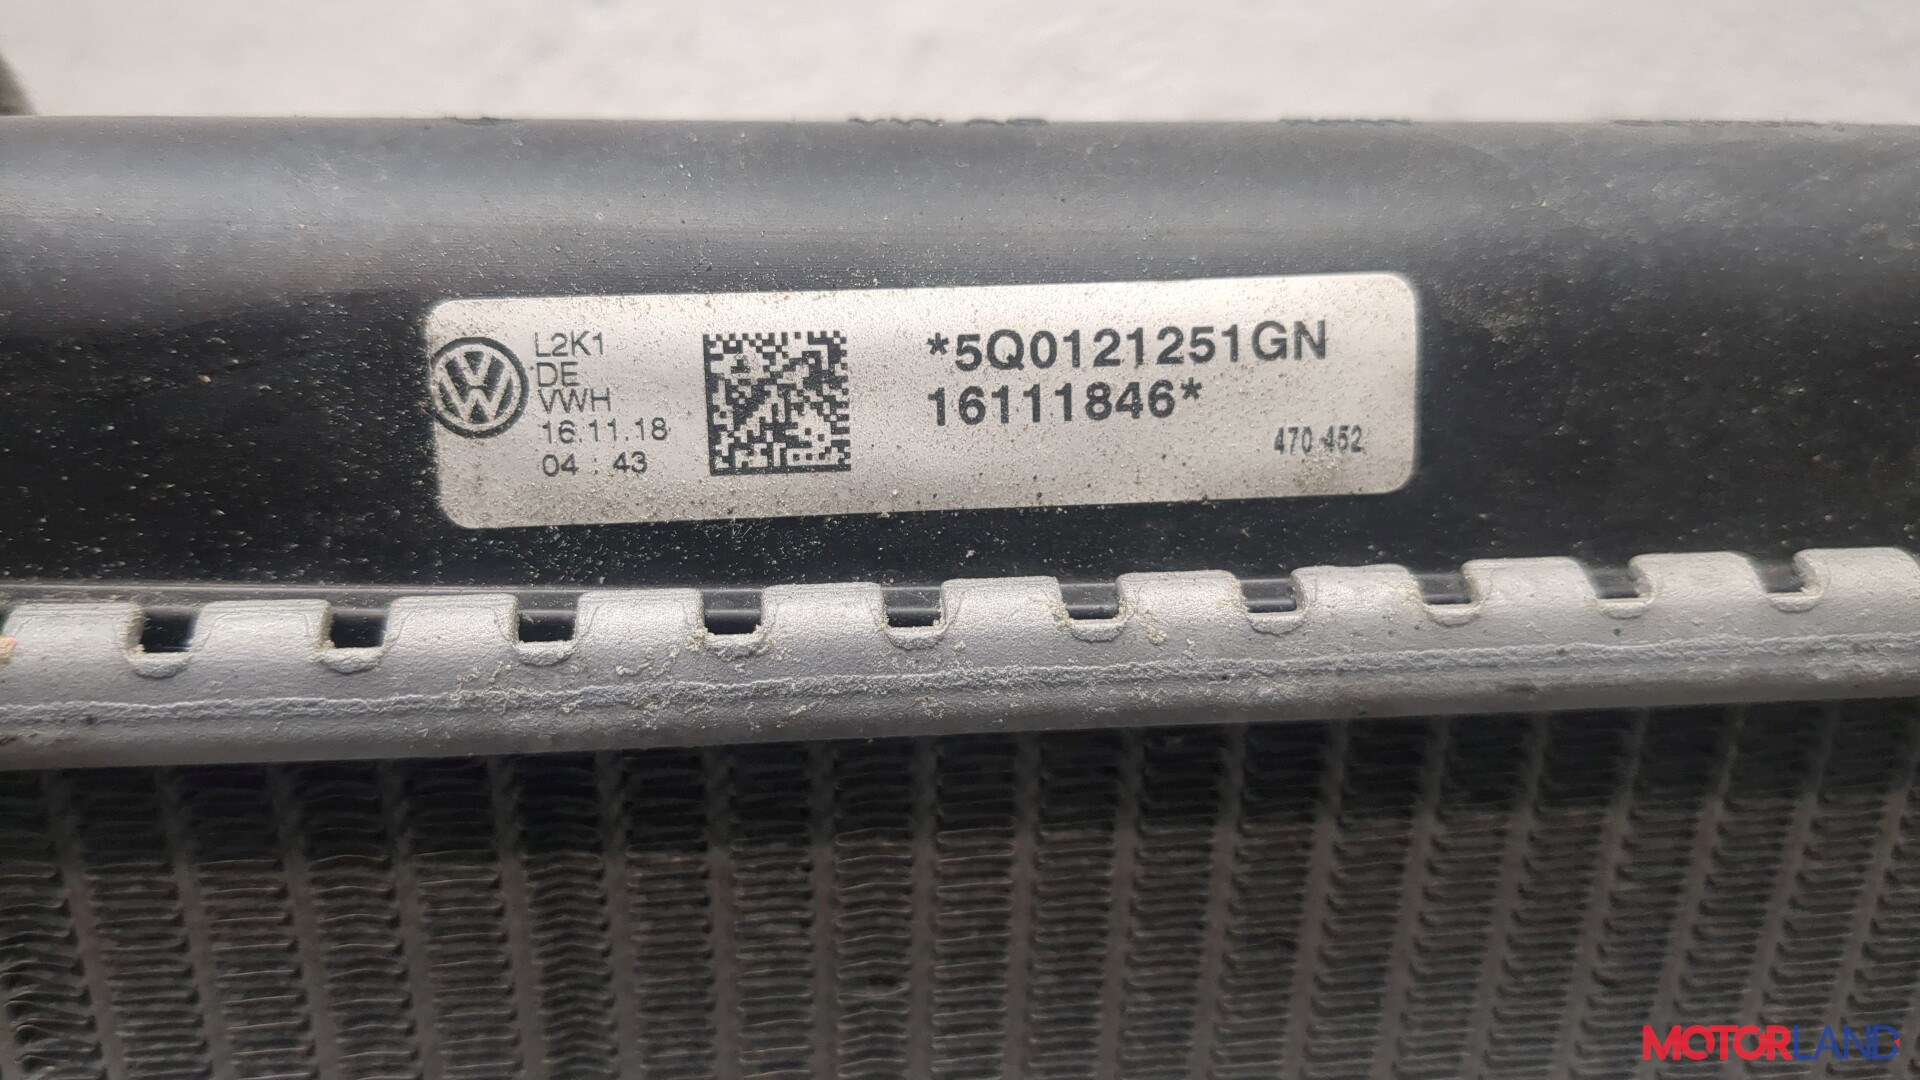 L2K1
DE
VWH
16.11.18
04 : 43
*5Q0121251GN
16111846*
470 452
MOTORLAND